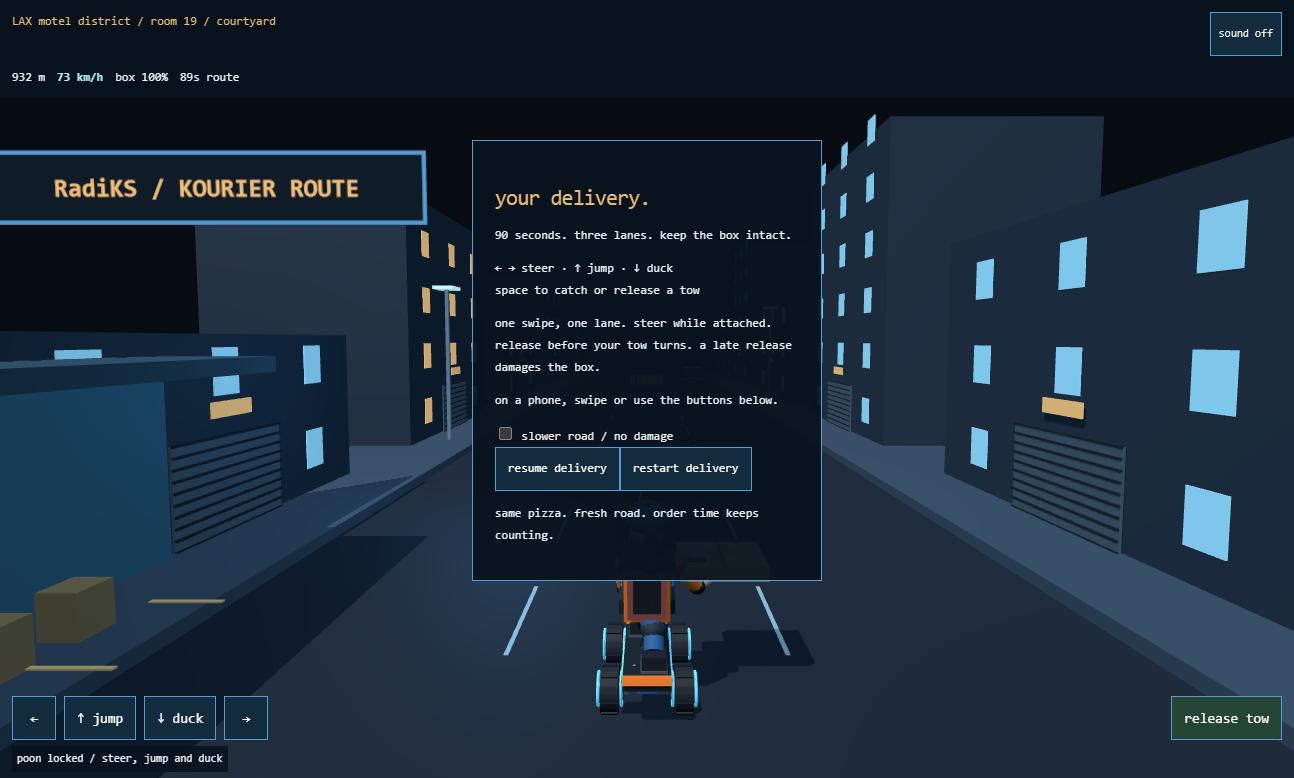 LAX motel district / room 19 / courtyard
sound off
932 m 73 km/h box 100% 89s route
RadiKS / KOURIER ROUTE
your delivery.
90 seconds. three lanes. keep the box intact.
← → steer · ↑ jump · ↓ duck
space to catch or release a tow
one swipe, one lane. steer while attached.
release before your tow turns. a late release
damages the box.
on a phone, swipe or use the buttons below.
slower road / no damage
resume delivery restart delivery
same pizza. fresh road. order time keeps
counting.
← ↑ jump ↓ duck →
release tow
poon locked / steer, jump and duck